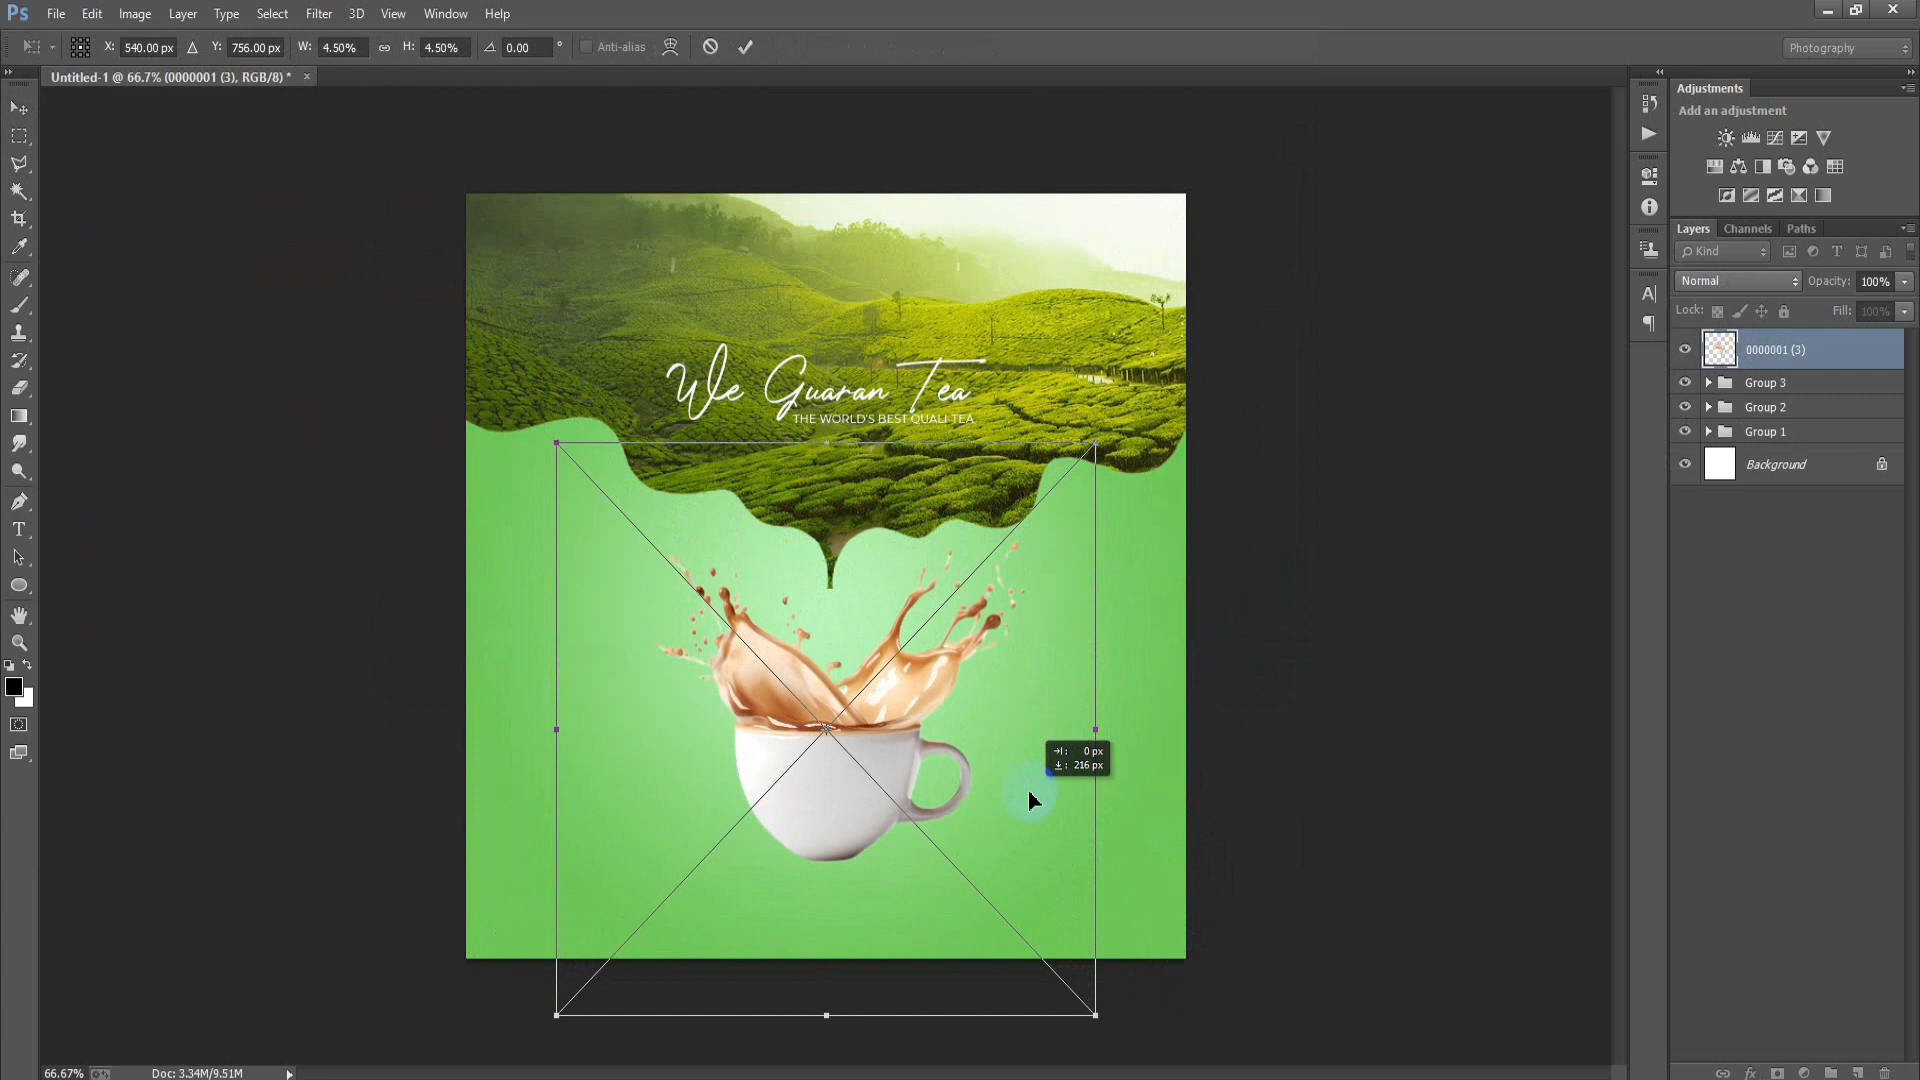 Ps File Edit Image Layer Type Select Filter 3D View Window Help
X: 540.00 px Y: 756.00 px W: 4.50% H: 4.50% 0.00 ° Anti-alias Photography
Untitled-1 @ 66.7% (0000001 (3), RGB/8) * ×
Adjustments
Add an adjustment
Layers Channels Paths
Kind
Normal Opacity: 100%
Lock: Fill: 100%
0000001 (3)
Group 3
Group 2
Group 1
Background
We Guaran Tea
THE WORLD'S BEST QUALI TEA
0 px
216 px
66.67% Doc: 3.34M/9.51M